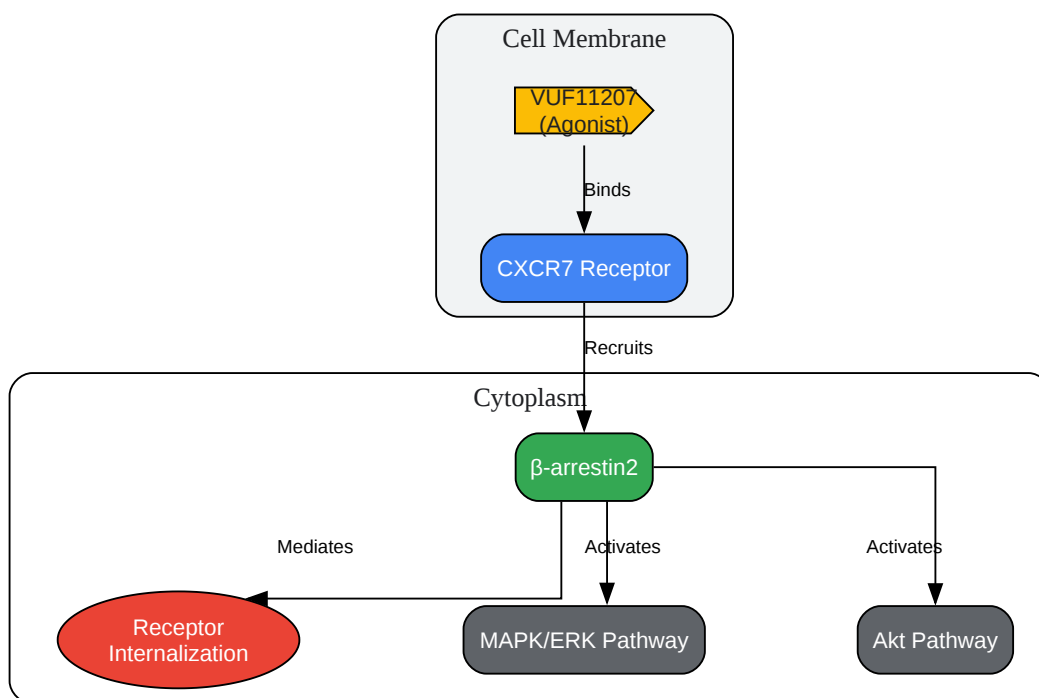 Cell Membrane
VUF11207
(Agonist)
Binds
CXCR7 Receptor
Recruits
Cytoplasm
β-arrestin2
Mediates
Activates
Activates
Receptor
Internalization
MAPK/ERK Pathway
Akt Pathway